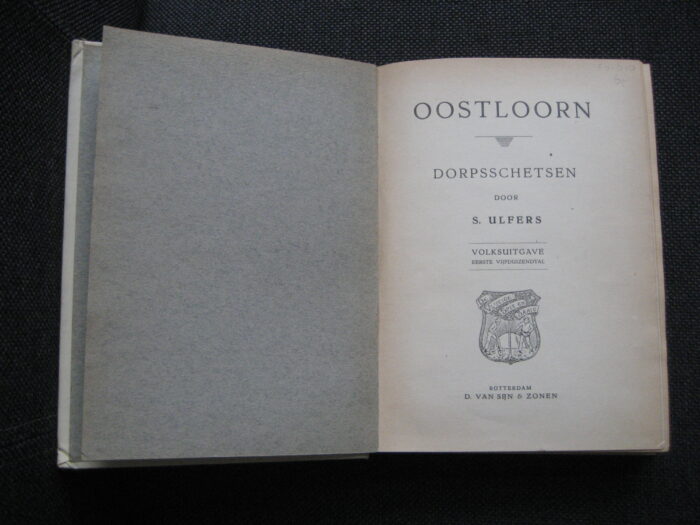 OOSTLOORN
DORPSSCHETSEN
DOOR
S. ULFERS
VOLKSUITGAVE
EERSTE VIJFDUIZENDTAL
ROTTERDAM
D. VAN SIJN & ZONEN